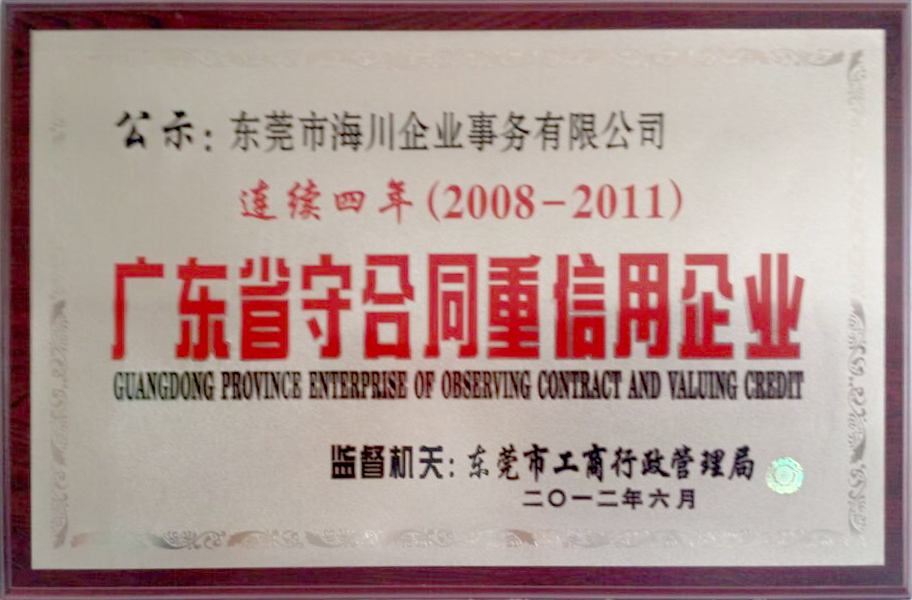 公示：东莞市海川企业事务有限公司
连续四年(2008-2011)
广东省守合同重信用企业
GUANGDONG PROVINCE ENTERPRISE OF OBSERVING CONTRACT AND VALUING CREDIT
监督机关：东莞市工商行政管理局
二〇一二年六月